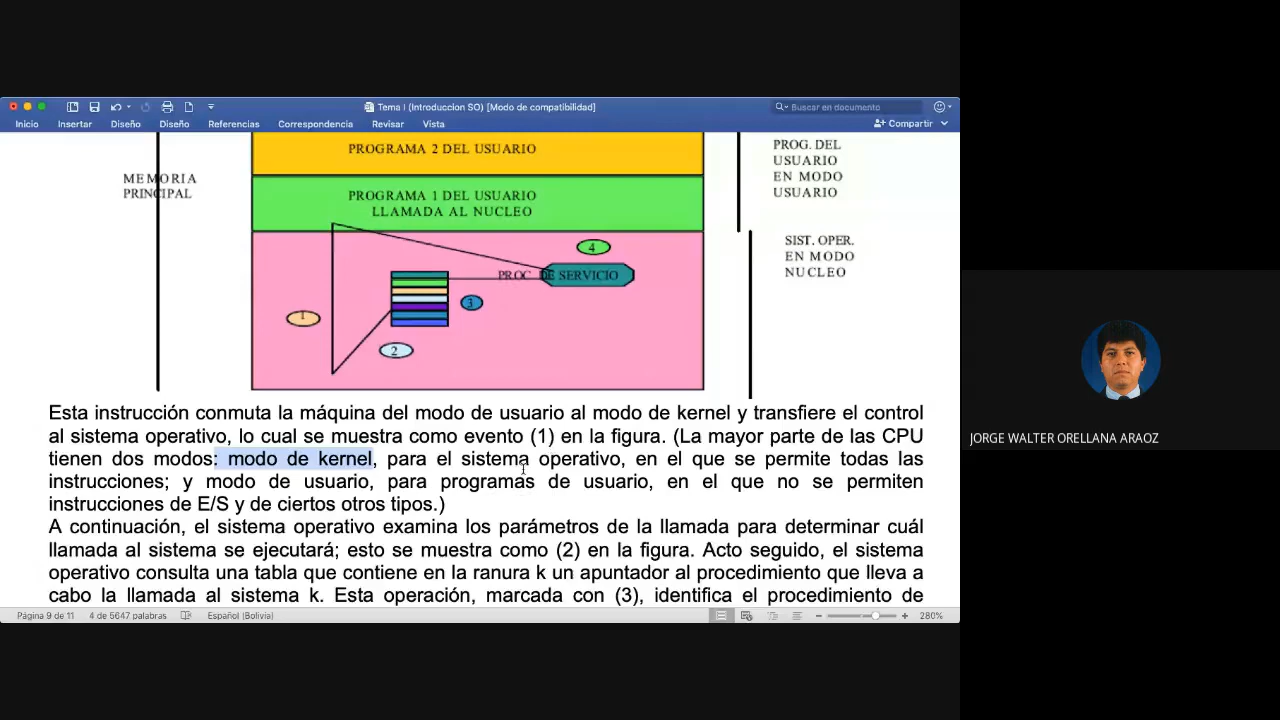 Tema I (Introduccion SO) [Modo de compatibilidad]
Buscar en documento
Inicio Insertar Diseño Diseño Referencias Correspondencia Revisar Vista
Compartir
PROGRAMA 2 DEL USUARIO
PROG. DEL
USUARIO
EN MODO
USUARIO
MEMORIA
PRINCIPAL
PROGRAMA 1 DEL USUARIO
LLAMADA AL NUCLEO
SIST. OPER.
EN MODO
NUCLEO
4
PROC DE SERVICIO
3
1
2
Esta instrucción conmuta la máquina del modo de usuario al modo de kernel y transfiere el control
al sistema operativo, lo cual se muestra como evento (1) en la figura. (La mayor parte de las CPU
tienen dos modos: modo de kernel, para el sistema operativo, en el que se permite todas las
instrucciones; y modo de usuario, para programas de usuario, en el que no se permiten
instrucciones de E/S y de ciertos otros tipos.)
A continuación, el sistema operativo examina los parámetros de la llamada para determinar cuál
llamada al sistema se ejecutará; esto se muestra como (2) en la figura. Acto seguido, el sistema
operativo consulta una tabla que contiene en la ranura k un apuntador al procedimiento que lleva a
cabo la llamada al sistema k. Esta operación, marcada con (3), identifica el procedimiento de
Página 9 de 11 4 de 5647 palabras Español (Bolivia) 280%
JORGE WALTER ORELLANA ARAOZ